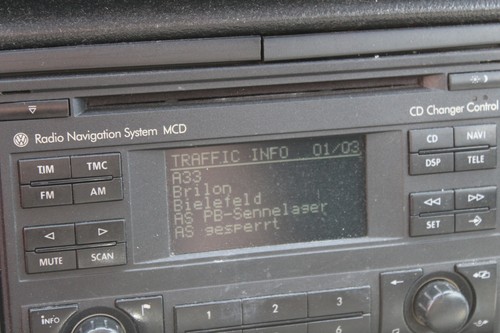 Radio Navigation System MCD
CD Changer Control
TIM
TMC
FM
AM
MUTE
SCAN
INFO
TRAFFIC INFO 01/03
A33
Brilon
Bielefeld
AS PB-Sennelager
AS gesperrt
CD
NAVI
DSP
TELE
SET
1
2
3